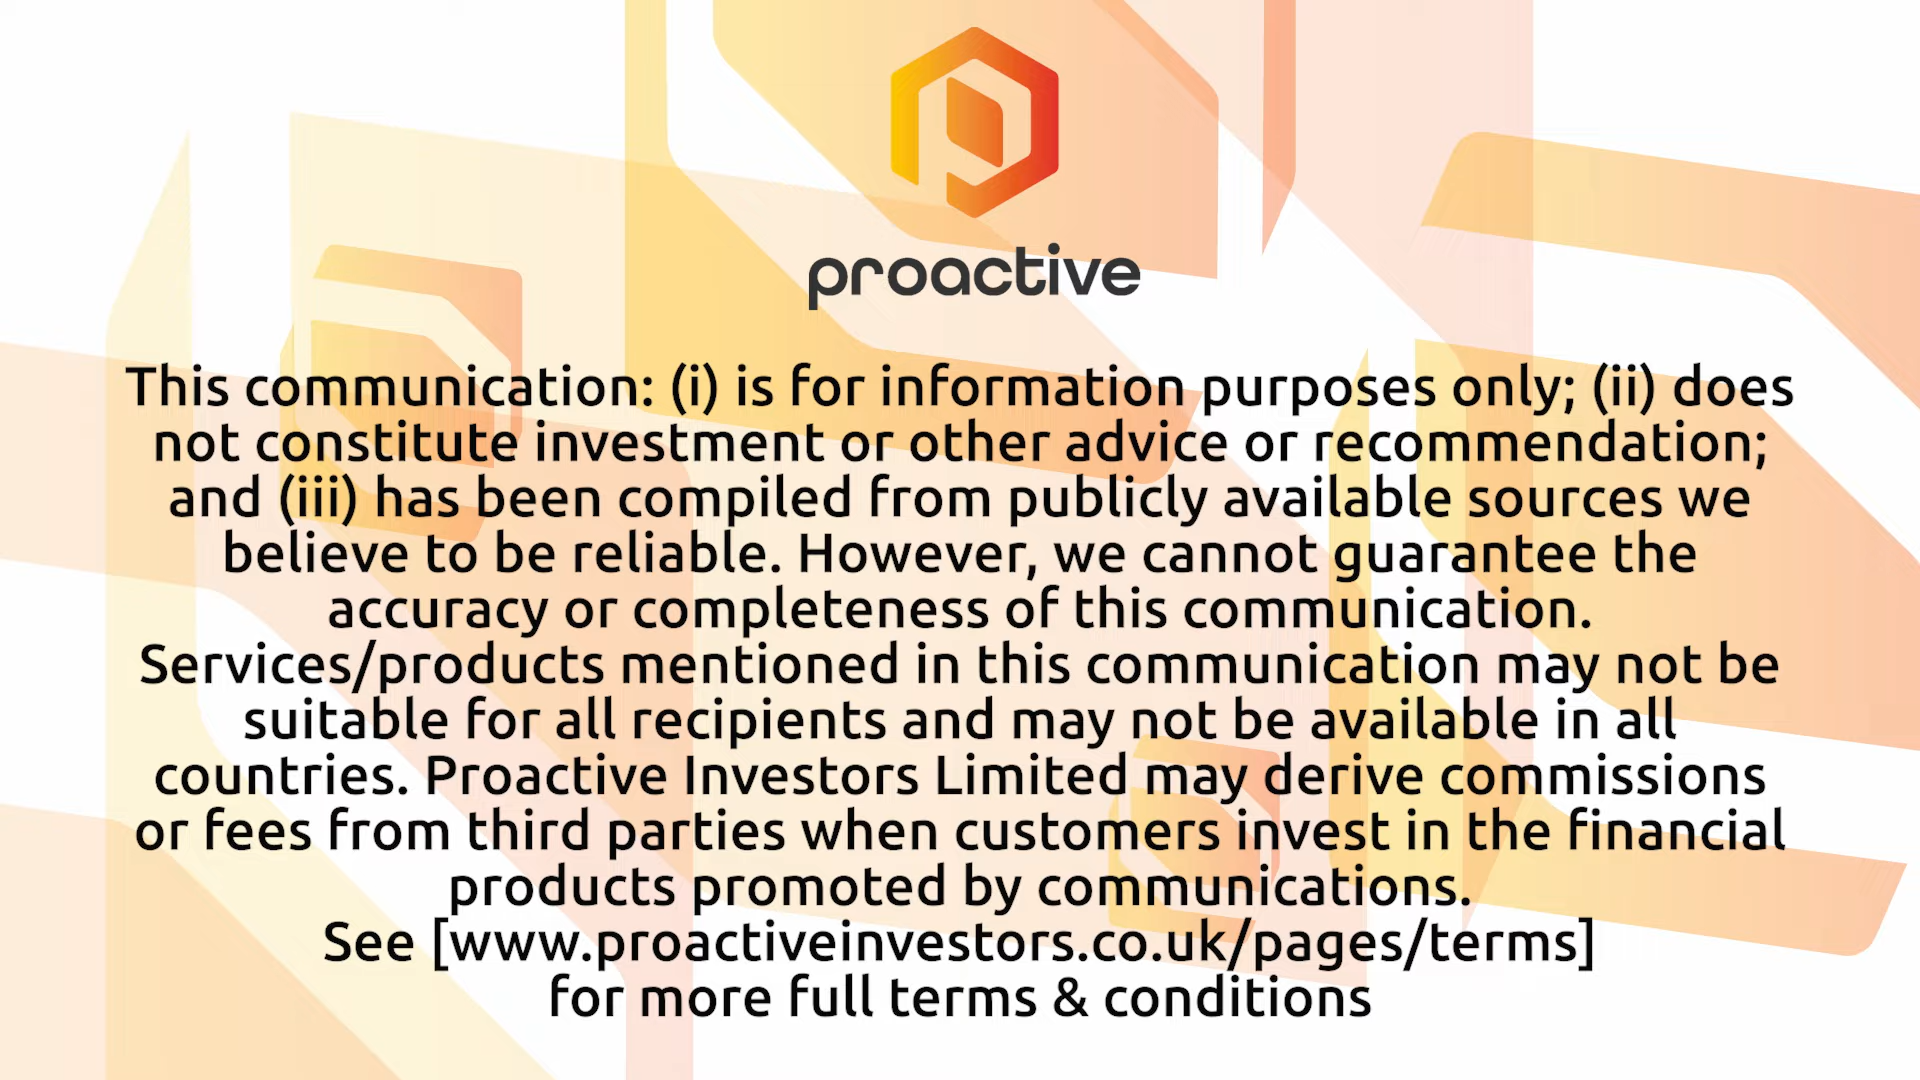 proactive
This communication: (i) is for information purposes only; (ii) does
not constitute investment or other advice or recommendation;
and (iii) has been compiled from publicly available sources we
believe to be reliable. However, we cannot guarantee the
accuracy or completeness of this communication.
Services/products mentioned in this communication may not be
suitable for all recipients and may not be available in all
countries. Proactive Investors Limited may derive commissions
or fees from third parties when customers invest in the financial
products promoted by communications.
See [www.proactiveinvestors.co.uk/pages/terms]
for more full terms & conditions